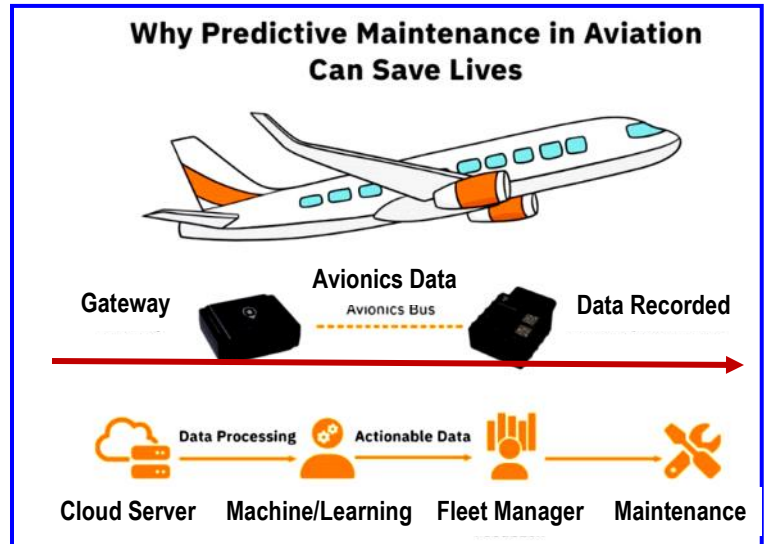 Why Predictive Maintenance in Aviation
Can Save Lives
Avionics Data
Gateway
Avionics Bus
Data Recorded
Data Processing
Actionable Data
Cloud Server
Machine/Learning
Fleet Manager
Maintenance